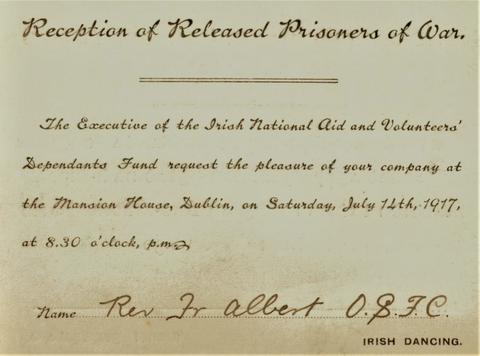 Reception of Released Prisoners of War.
The Executive of the Irish National Aid and Volunteers'
Dependants Fund request the pleasure of your company at
the Mansion House, Dublin, on Saturday, July 14th, 1917,
at 8.30 o'clock, p.m.
Name Rev Fr Albert O.S.F.C.
IRISH DANCING.